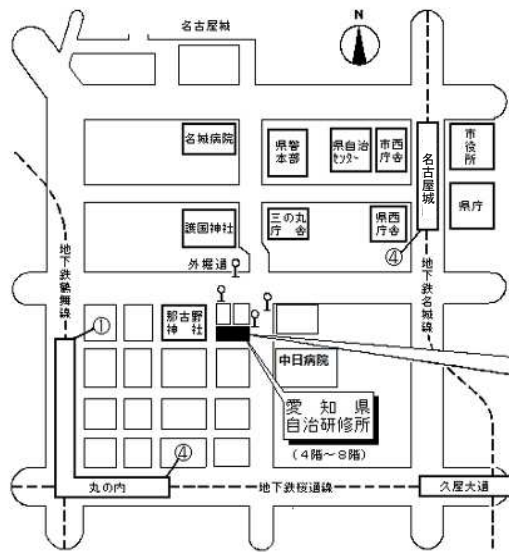 名古屋城
名城病院
県警
本部
県自治
センター
市西
庁舎
市役所
名古屋城
県庁
護国神社
三の丸
庁舎
県西
庁舎
④
外堀通
地下鉄鶴舞線
地下鉄名城線
①
那古野
神社
中日病院
愛知県
自治研修所
(4階～8階)
④
丸の内
地下鉄桜通線
久屋大通